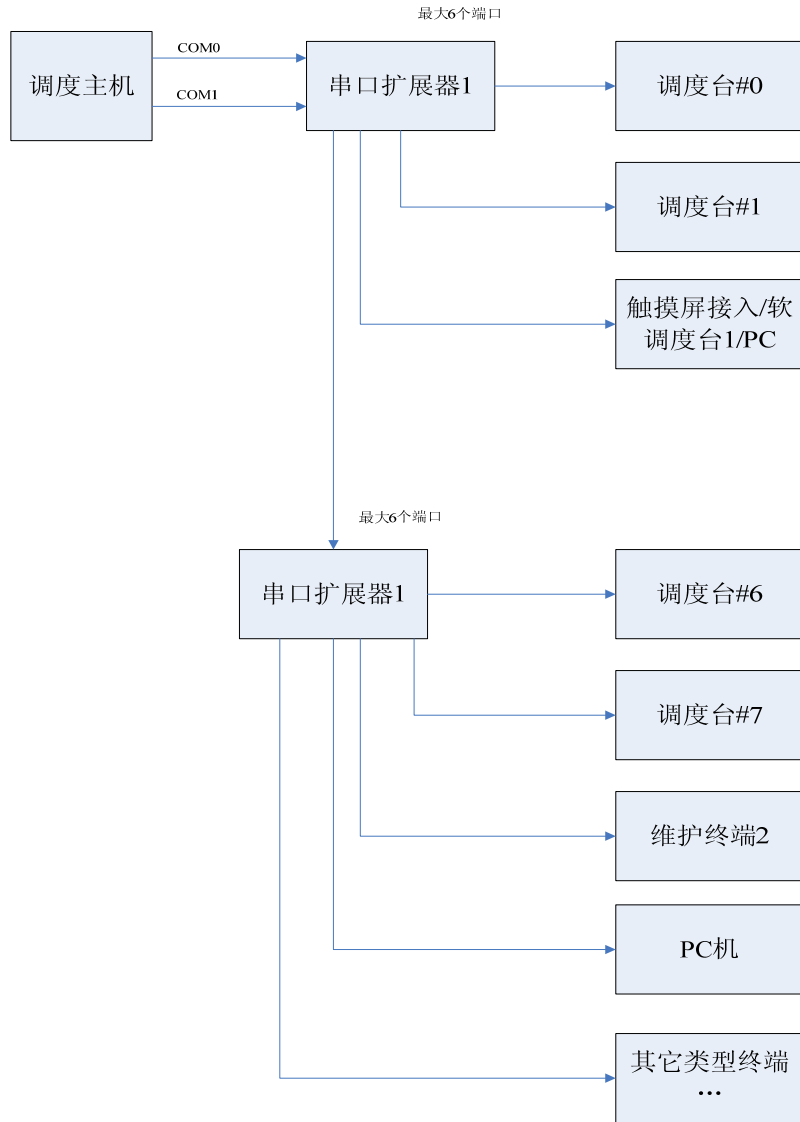 最大6个端口
COM0
调度主机
串口扩展器1
调度台#0
COM1
调度台#1
触摸屏接入/软
调度台1/PC
最大6个端口
串口扩展器1
调度台#6
调度台#7
维护终端2
PC机
其它类型终端
…